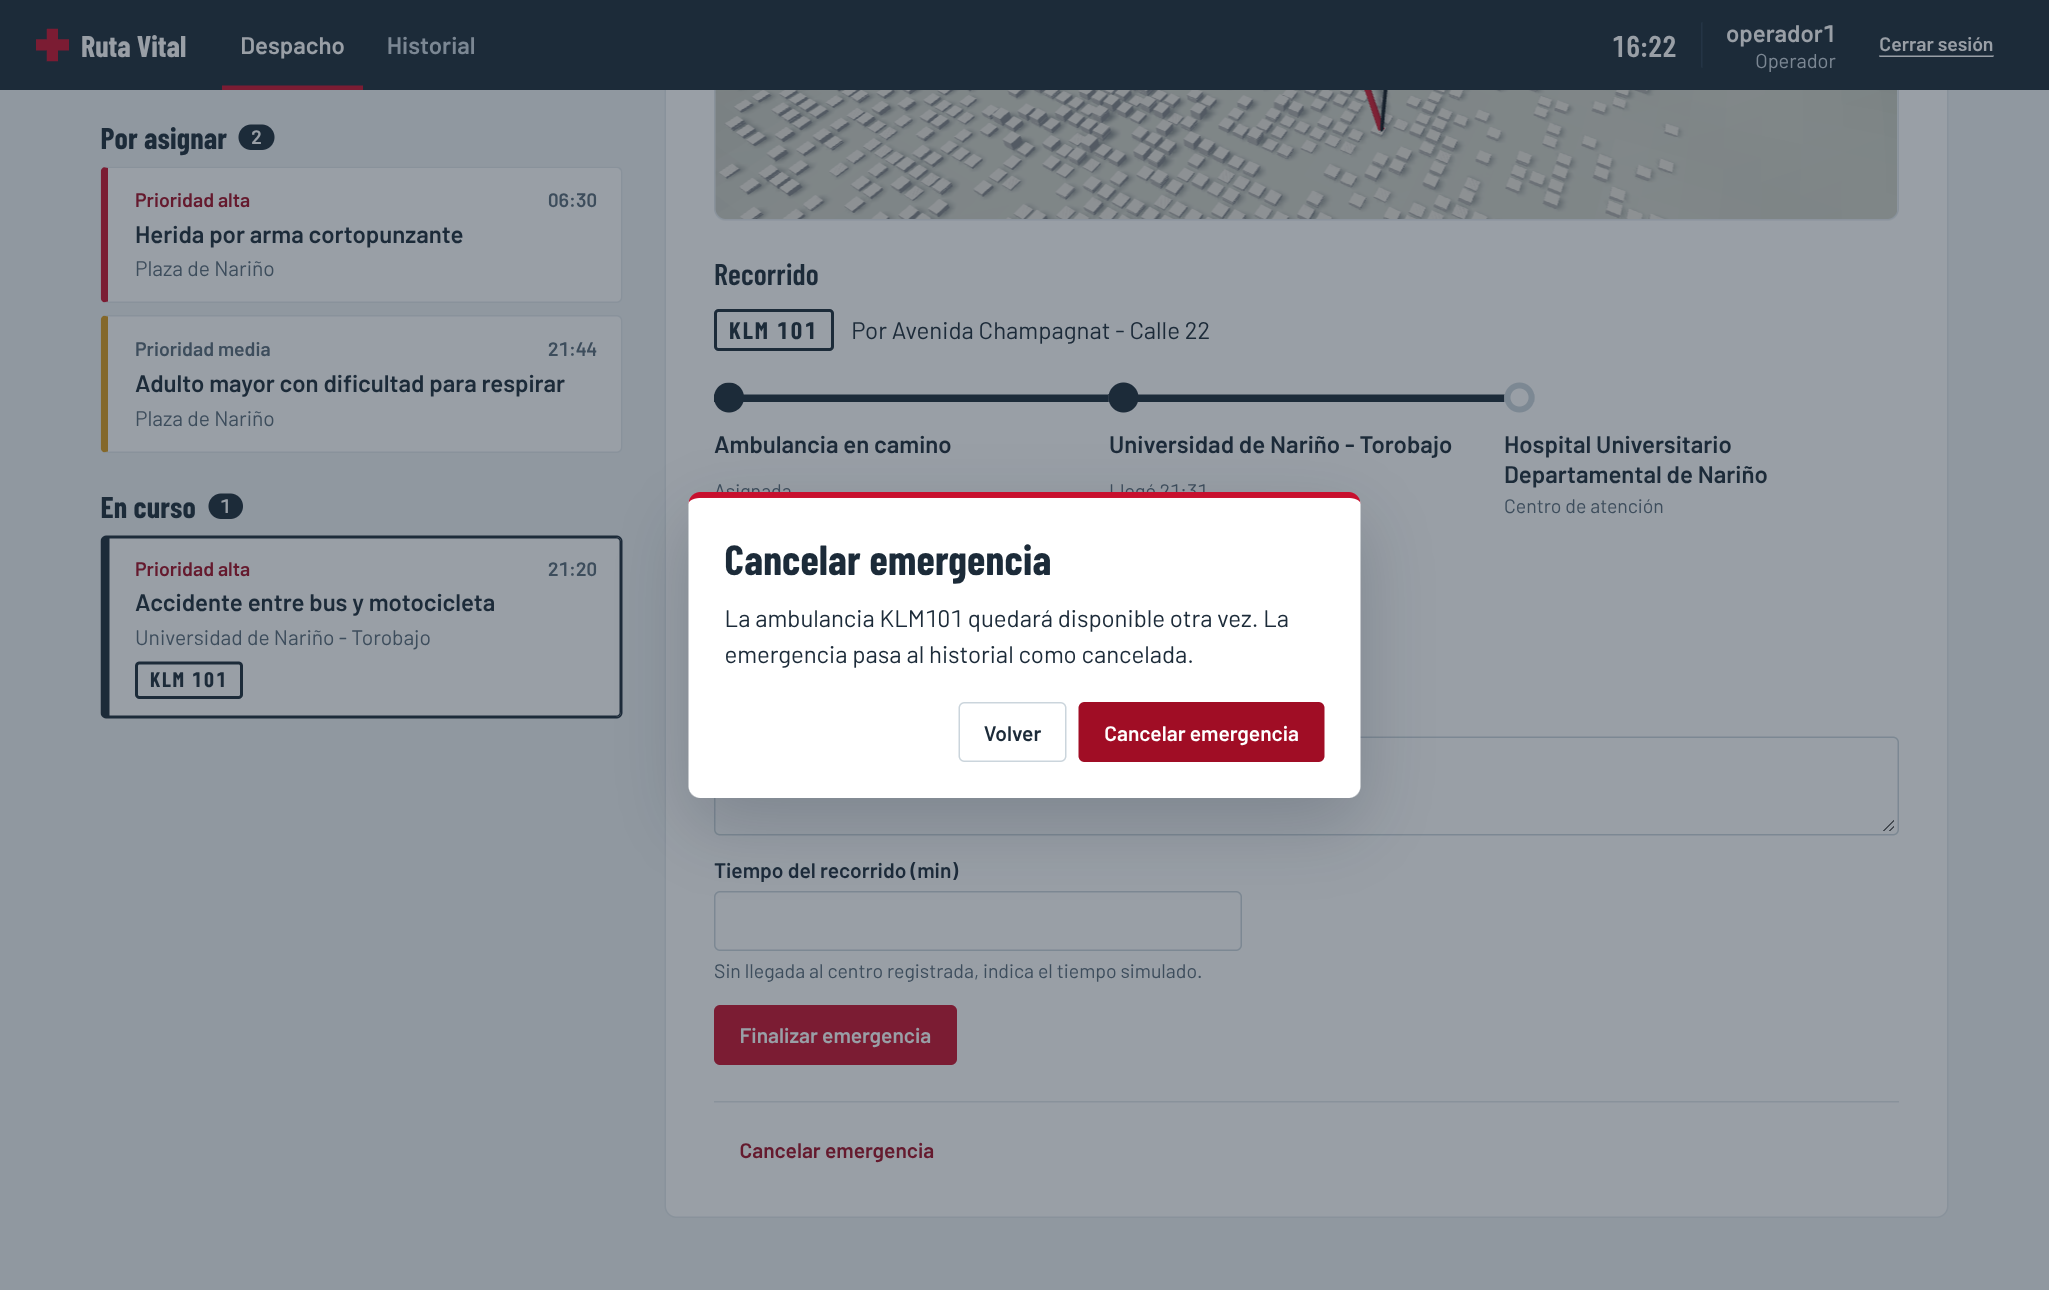 Ruta Vital
Despacho
Historial
16:22
operador1
Operador
Cerrar sesión
Por asignar 2
Prioridad alta 06:30
Herida por arma cortopunzante
Plaza de Nariño
Prioridad media 21:44
Adulto mayor con dificultad para respirar
Plaza de Nariño
En curso 1
Prioridad alta 21:20
Accidente entre bus y motocicleta
Universidad de Nariño - Torobajo
KLM 101
Recorrido
KLM 101 Por Avenida Champagnat - Calle 22
Ambulancia en camino
Asignada
Universidad de Nariño - Torobajo
Llegó 21:31
Hospital Universitario
Departamental de Nariño
Centro de atención
Cancelar emergencia
La ambulancia KLM101 quedará disponible otra vez. La
emergencia pasa al historial como cancelada.
Volver
Cancelar emergencia
Tiempo del recorrido (min)
Sin llegada al centro registrada, indica el tiempo simulado.
Finalizar emergencia
Cancelar emergencia